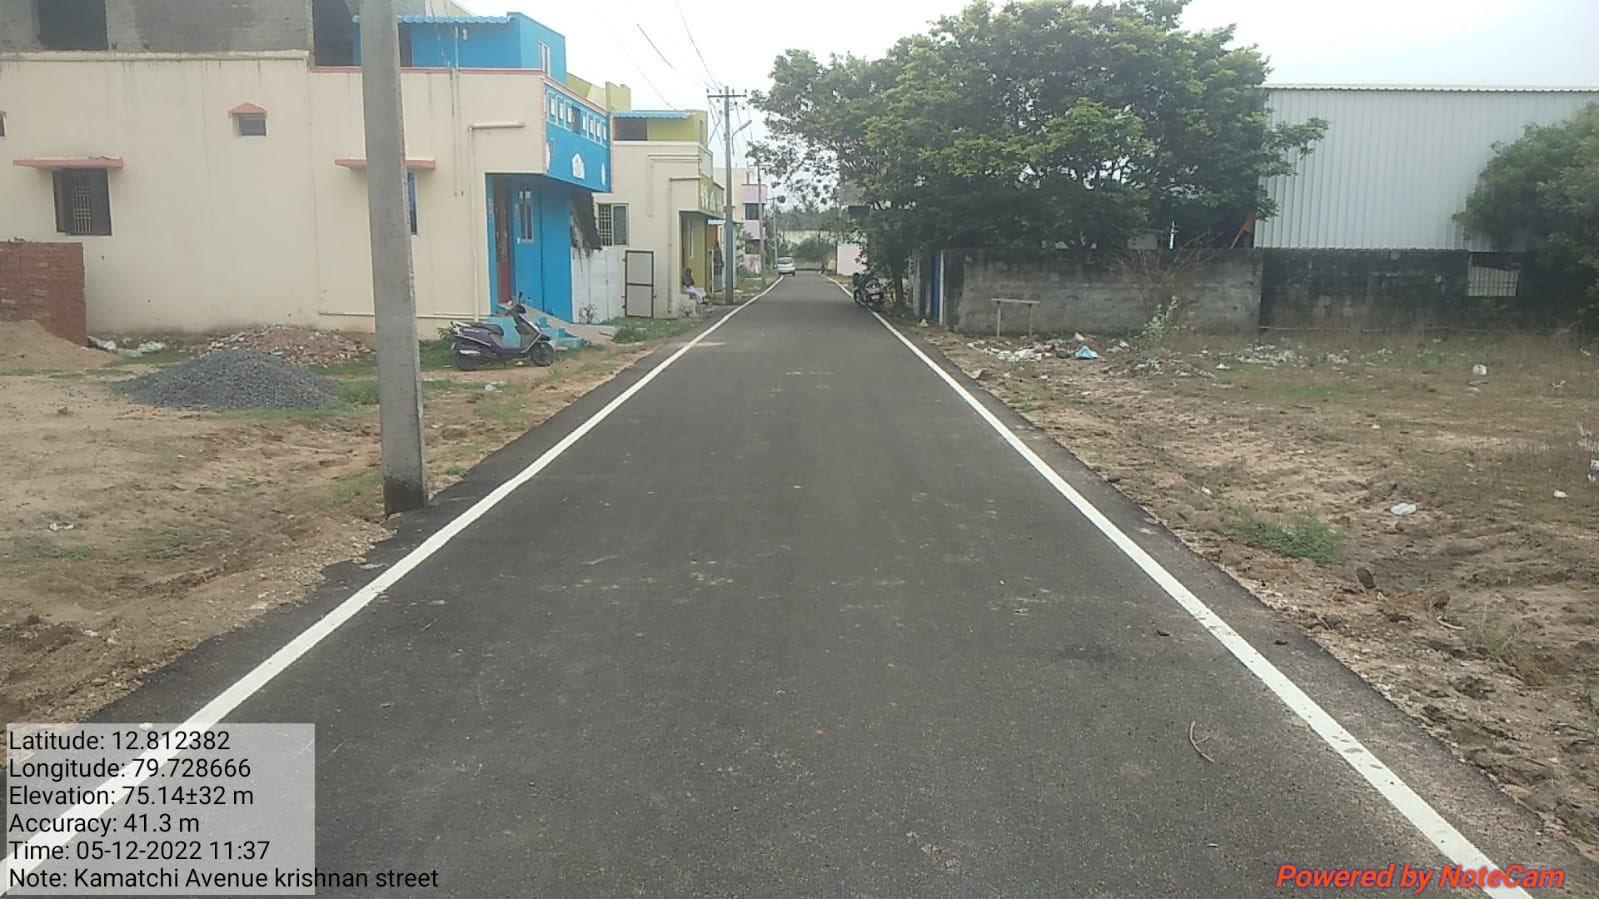 Latitude: 12.812382
Longitude: 79.728666
Elevation: 75.14±32 m
Accuracy: 41.3 m
Time: 05-12-2022 11:37
Note: Kamatchi Avenue krishnan street
Powered by NoteCam